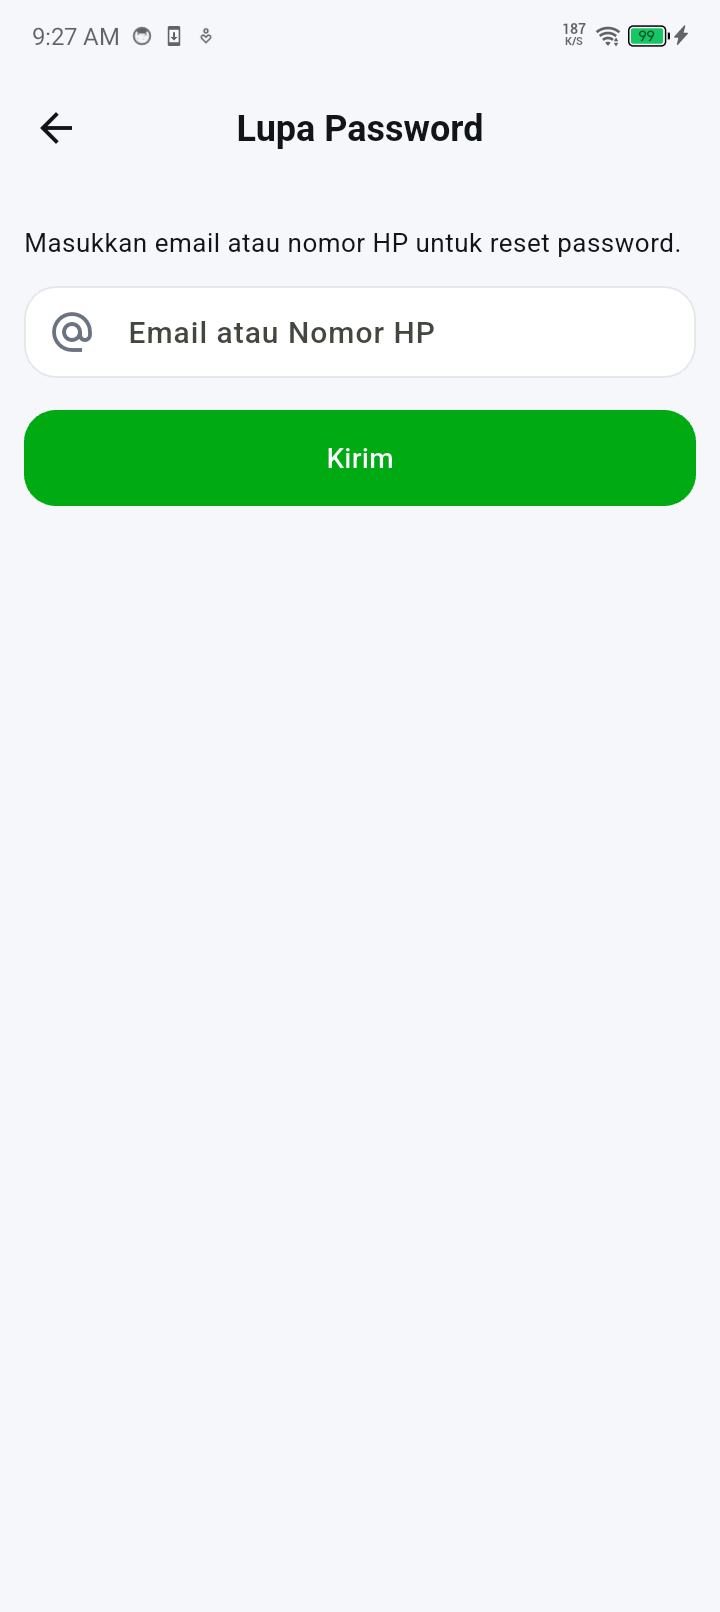 9:27 AM
187
K/S
99
Lupa Password
Masukkan email atau nomor HP untuk reset password.
Email atau Nomor HP
Kirim